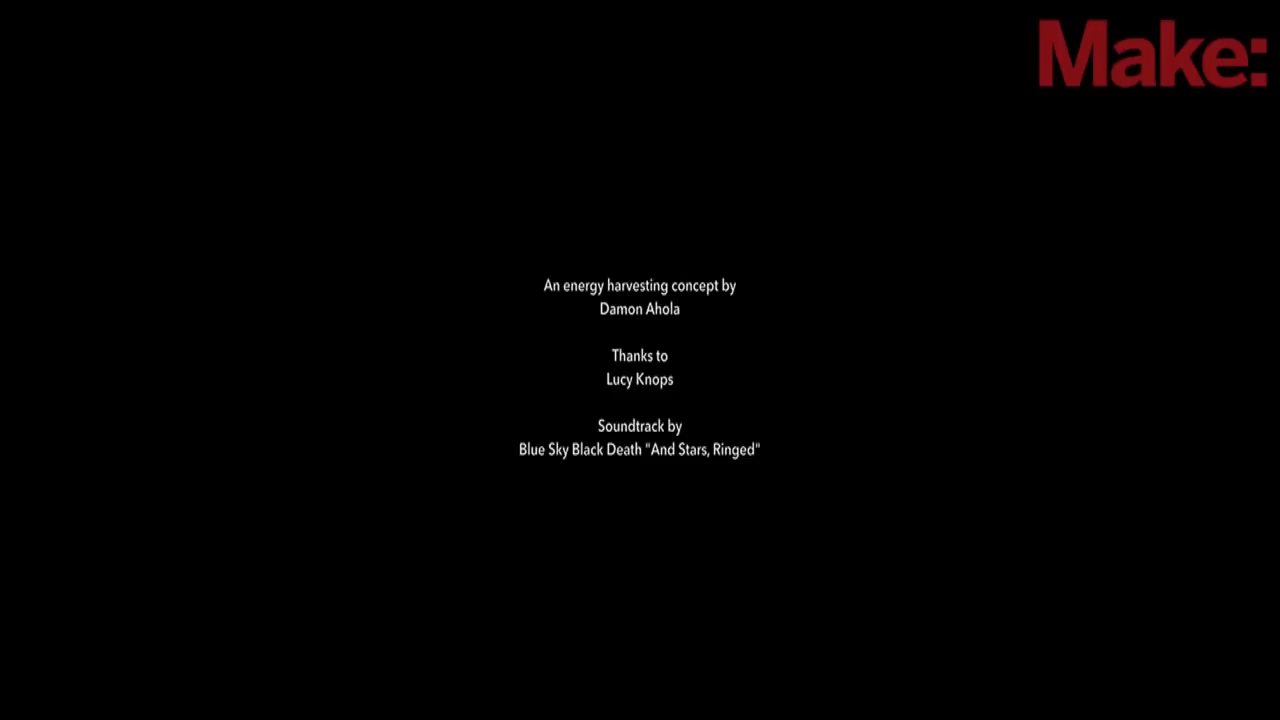 Make:
An energy harvesting concept by
Damon Ahola
Thanks to
Lucy Knops
Soundtrack by
Blue Sky Black Death "And Stars, Ringed"